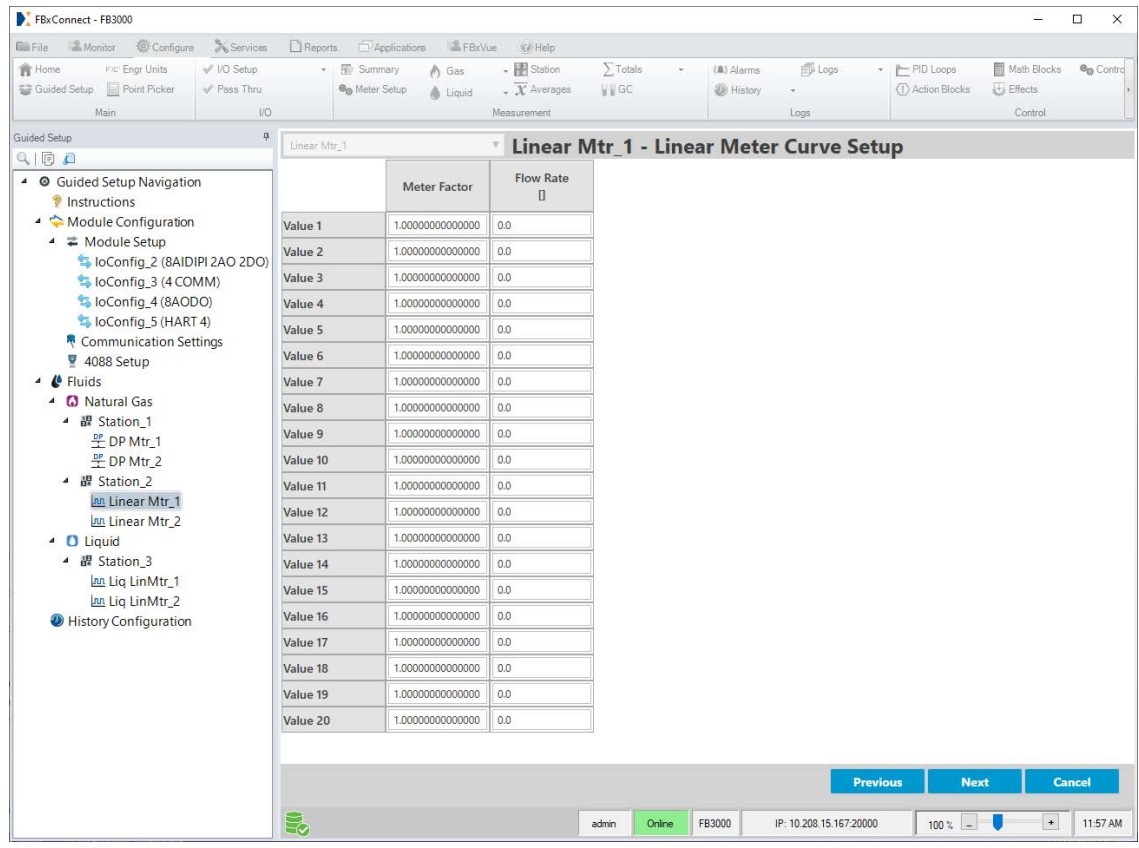 FBxConnect - FB3000
File Monitor Configure Services Reports Applications FBxVue Help
Home Engr Units I/O Setup Summary Gas Station Totals (A) Alarms Logs PID Loops Math Blocks Contro
Guided Setup Point Picker Pass Thru Meter Setup Liquid X Averages GC History Action Blocks Effects
Main I/O Measurement Logs Control
Guided Setup
Linear Mtr_1 Linear Mtr_1 - Linear Meter Curve Setup
Guided Setup Navigation
Instructions
Module Configuration
Module Setup
IoConfig_2 (8AIDIPI 2AO 2DO)
IoConfig_3 (4 COMM)
IoConfig_4 (8AODO)
IoConfig_5 (HART 4)
Communication Settings
4088 Setup
Fluids
Natural Gas
Station_1
DP DP Mtr_1
DP DP Mtr_2
Station_2
Linear Mtr_1
Linear Mtr_2
Liquid
Station_3
Liq LinMtr_1
Liq LinMtr_2
History Configuration
Meter Factor Flow Rate
[]
Value 1 1.00000000000000 0.0
Value 2 1.00000000000000 0.0
Value 3 1.00000000000000 0.0
Value 4 1.00000000000000 0.0
Value 5 1.00000000000000 0.0
Value 6 1.00000000000000 0.0
Value 7 1.00000000000000 0.0
Value 8 1.00000000000000 0.0
Value 9 1.00000000000000 0.0
Value 10 1.00000000000000 0.0
Value 11 1.00000000000000 0.0
Value 12 1.00000000000000 0.0
Value 13 1.00000000000000 0.0
Value 14 1.00000000000000 0.0
Value 15 1.00000000000000 0.0
Value 16 1.00000000000000 0.0
Value 17 1.00000000000000 0.0
Value 18 1.00000000000000 0.0
Value 19 1.00000000000000 0.0
Value 20 1.00000000000000 0.0
Previous Next Cancel
admin Online FB3000 IP: 10.208.15.167:20000 100 % - + 11:57 AM